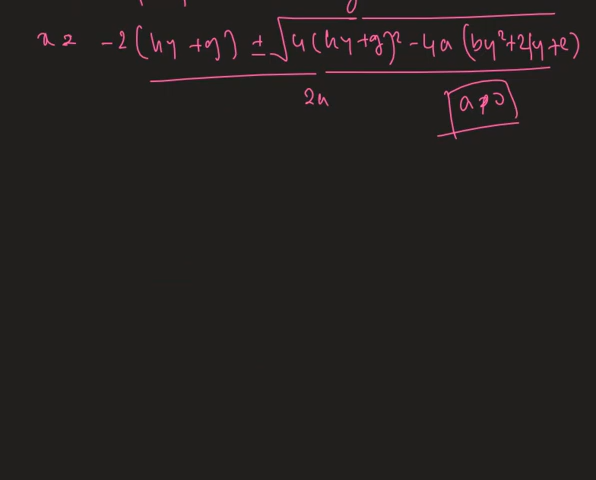 x = -2(hy+g) ± √4(hy+g)² - 4a(by²+2fy+c)
2a
a≠0